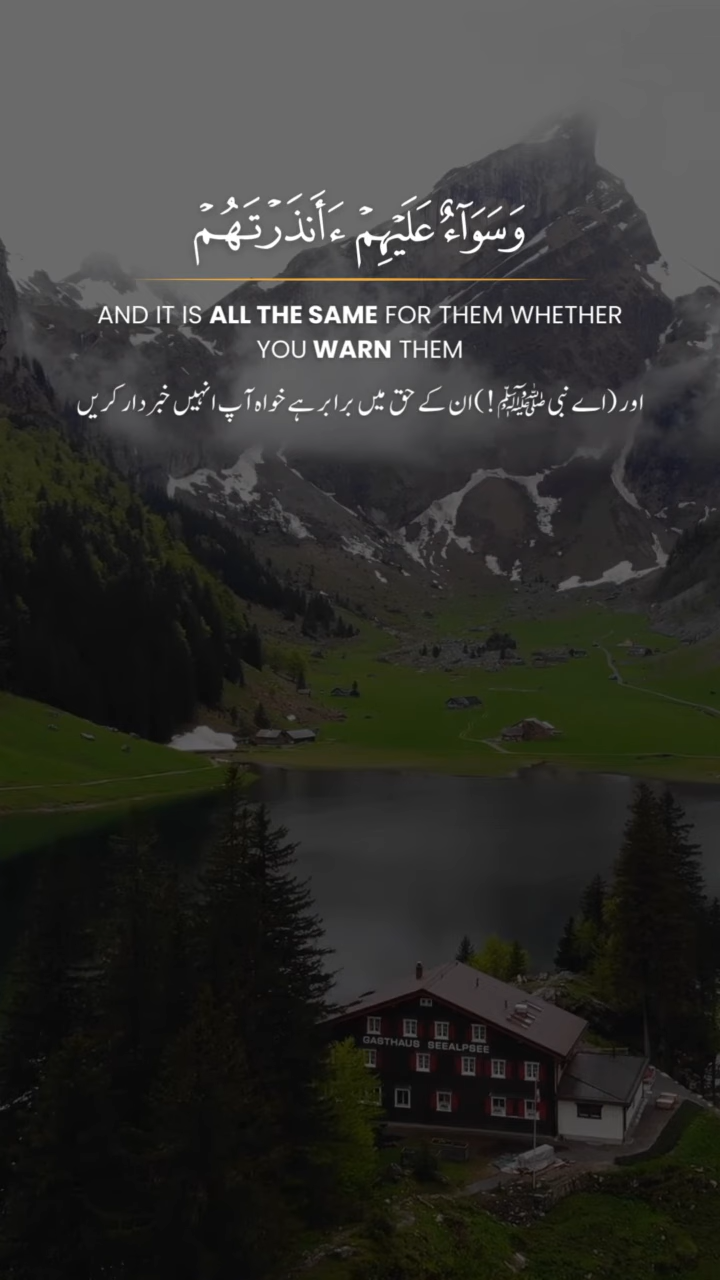 وَسَوَآءٌ عَلَيْهِمْ ءَأَنذَرْتَهُمْ
AND IT IS ALL THE SAME FOR THEM WHETHER
YOU WARN THEM
اور (اے نبی ﷺ!) ان کے حق میں برابر ہے خواہ آپ انہیں خبردار کریں
GASTHAUS SEEALPSEE